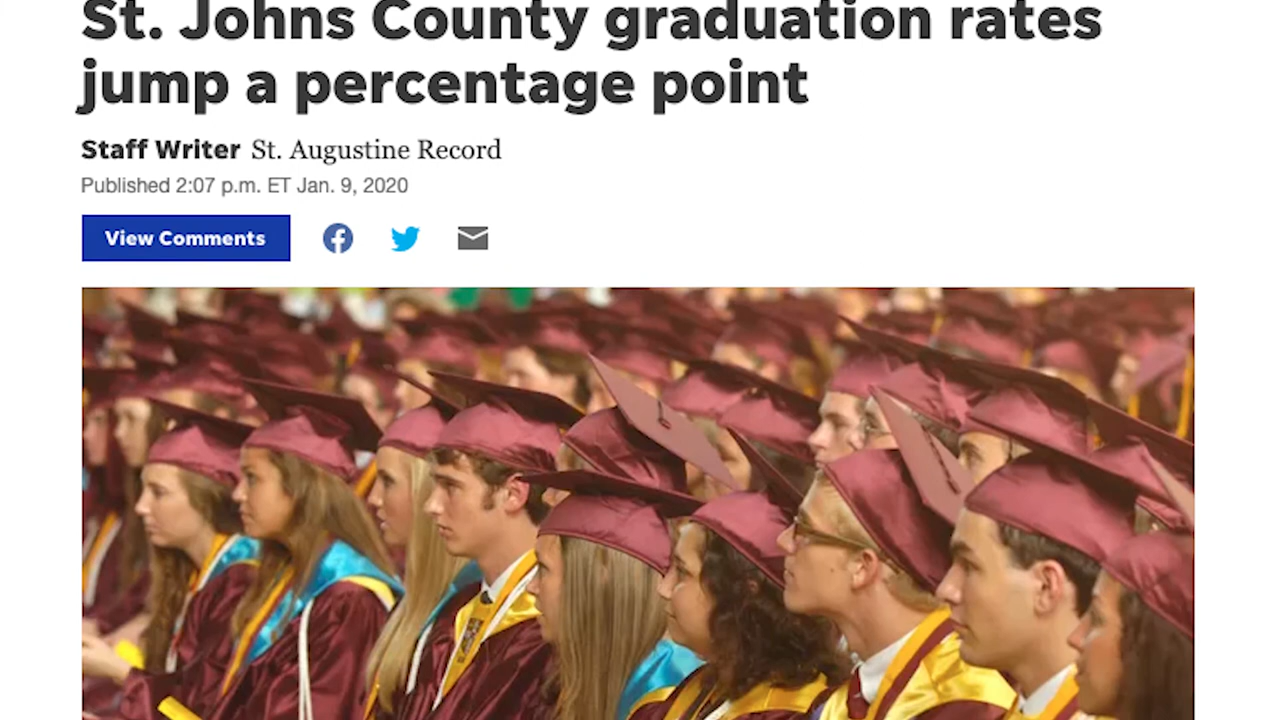 St. Johns County graduation rates
jump a percentage point
Staff Writer St. Augustine Record
Published 2:07 p.m. ET Jan. 9, 2020
View Comments